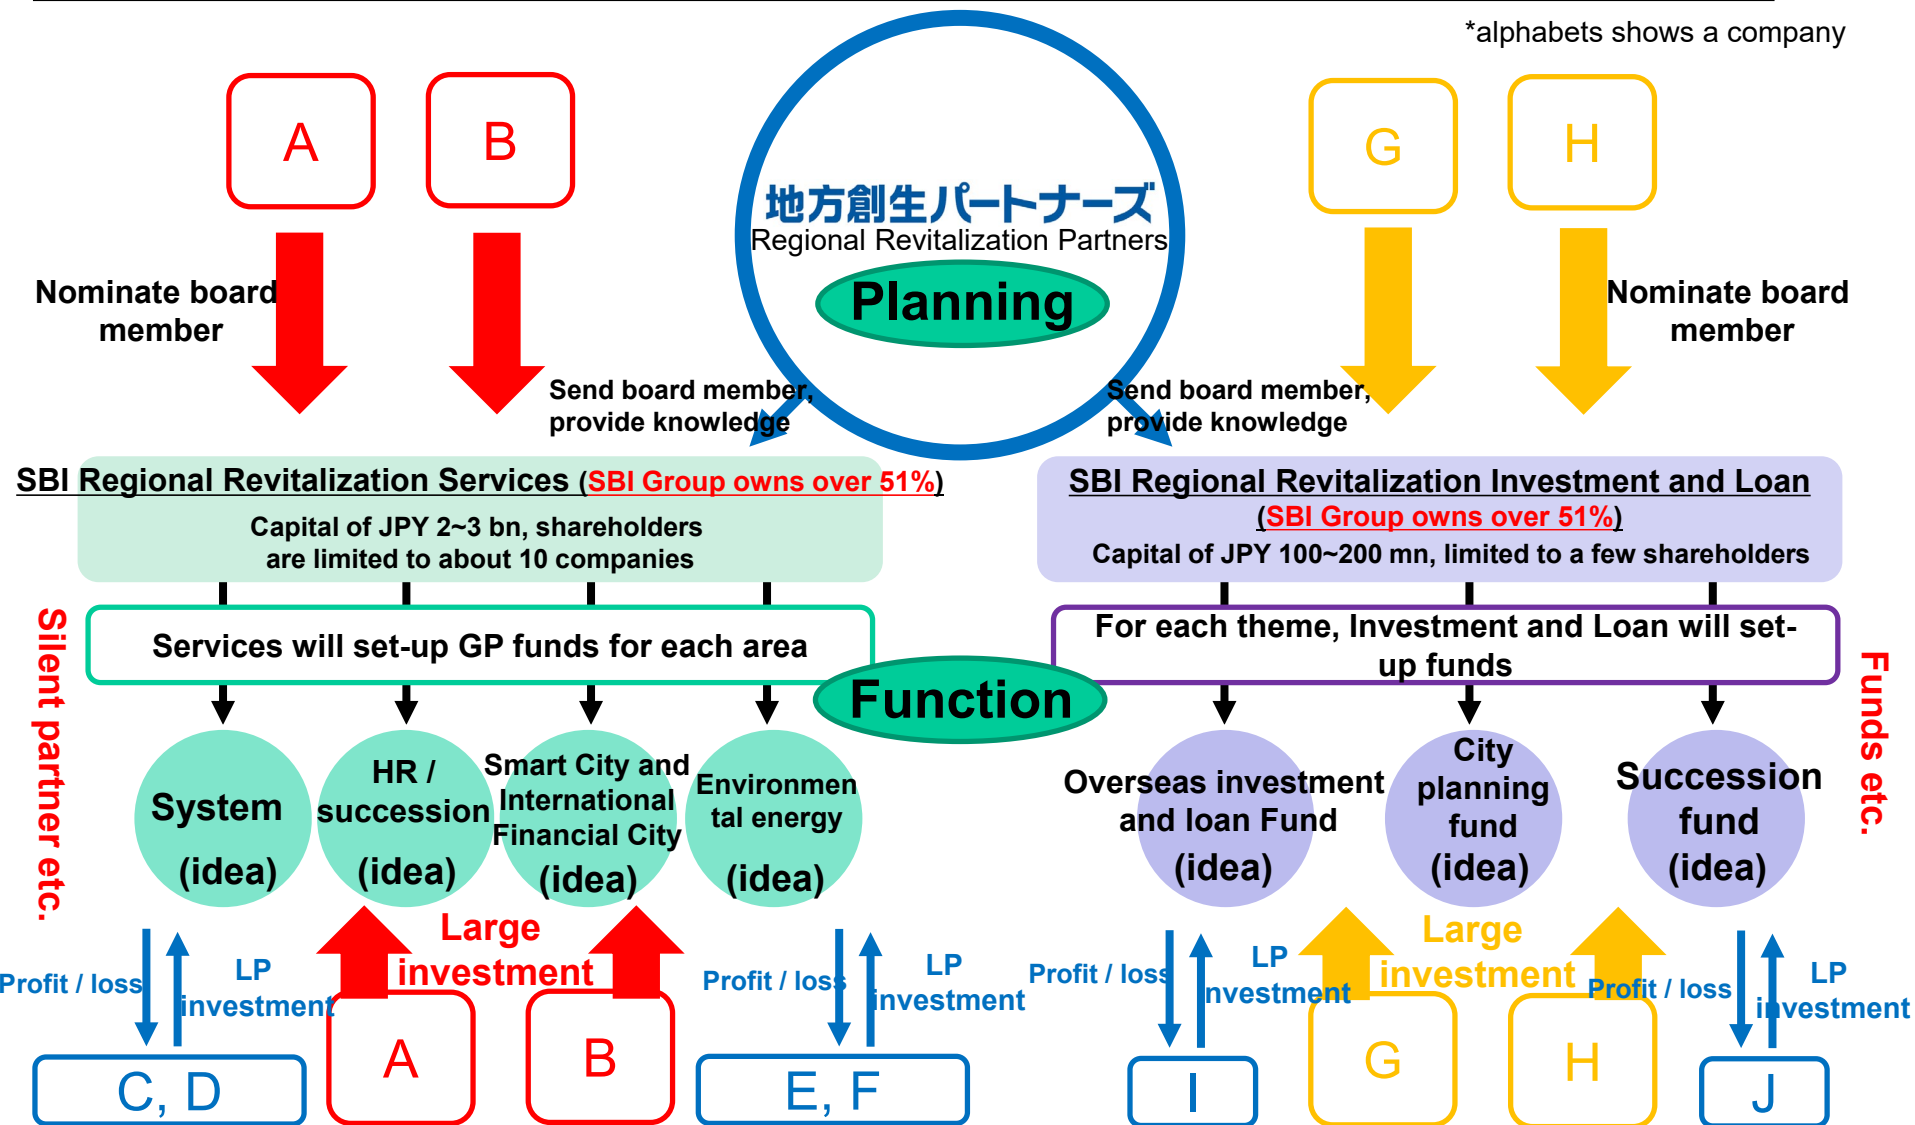 *alphabets shows a company
A
B
G
H
地方創生パートナーズ
Regional Revitalization Partners
Planning
Nominate board
member
Nominate board
member
Send board member,
provide knowledge
Send board member,
provide knowledge
SBI Regional Revitalization Services (SBI Group owns over 51%)
Capital of JPY 2~3 bn, shareholders
are limited to about 10 companies
SBI Regional Revitalization Investment and Loan
(SBI Group owns over 51%)
Capital of JPY 100~200 mn, limited to a few shareholders
Silent partner etc.
Services will set-up GP funds for each area
For each theme, Investment and Loan will set-
up funds
Funds etc.
Function
System
(idea)
HR /
succession
(idea)
Smart City and
International
Financial City
(idea)
Environmen
tal energy
(idea)
Overseas investment
and loan Fund
(idea)
City
planning
fund
(idea)
Succession
fund
(idea)
Profit / loss
LP
investment
Large
investment
Profit / loss
LP
investment
Profit / loss
LP
nvestment
Large
investment
Profit / loss
LP
investment
C, D
A
B
E, F
I
G
H
J